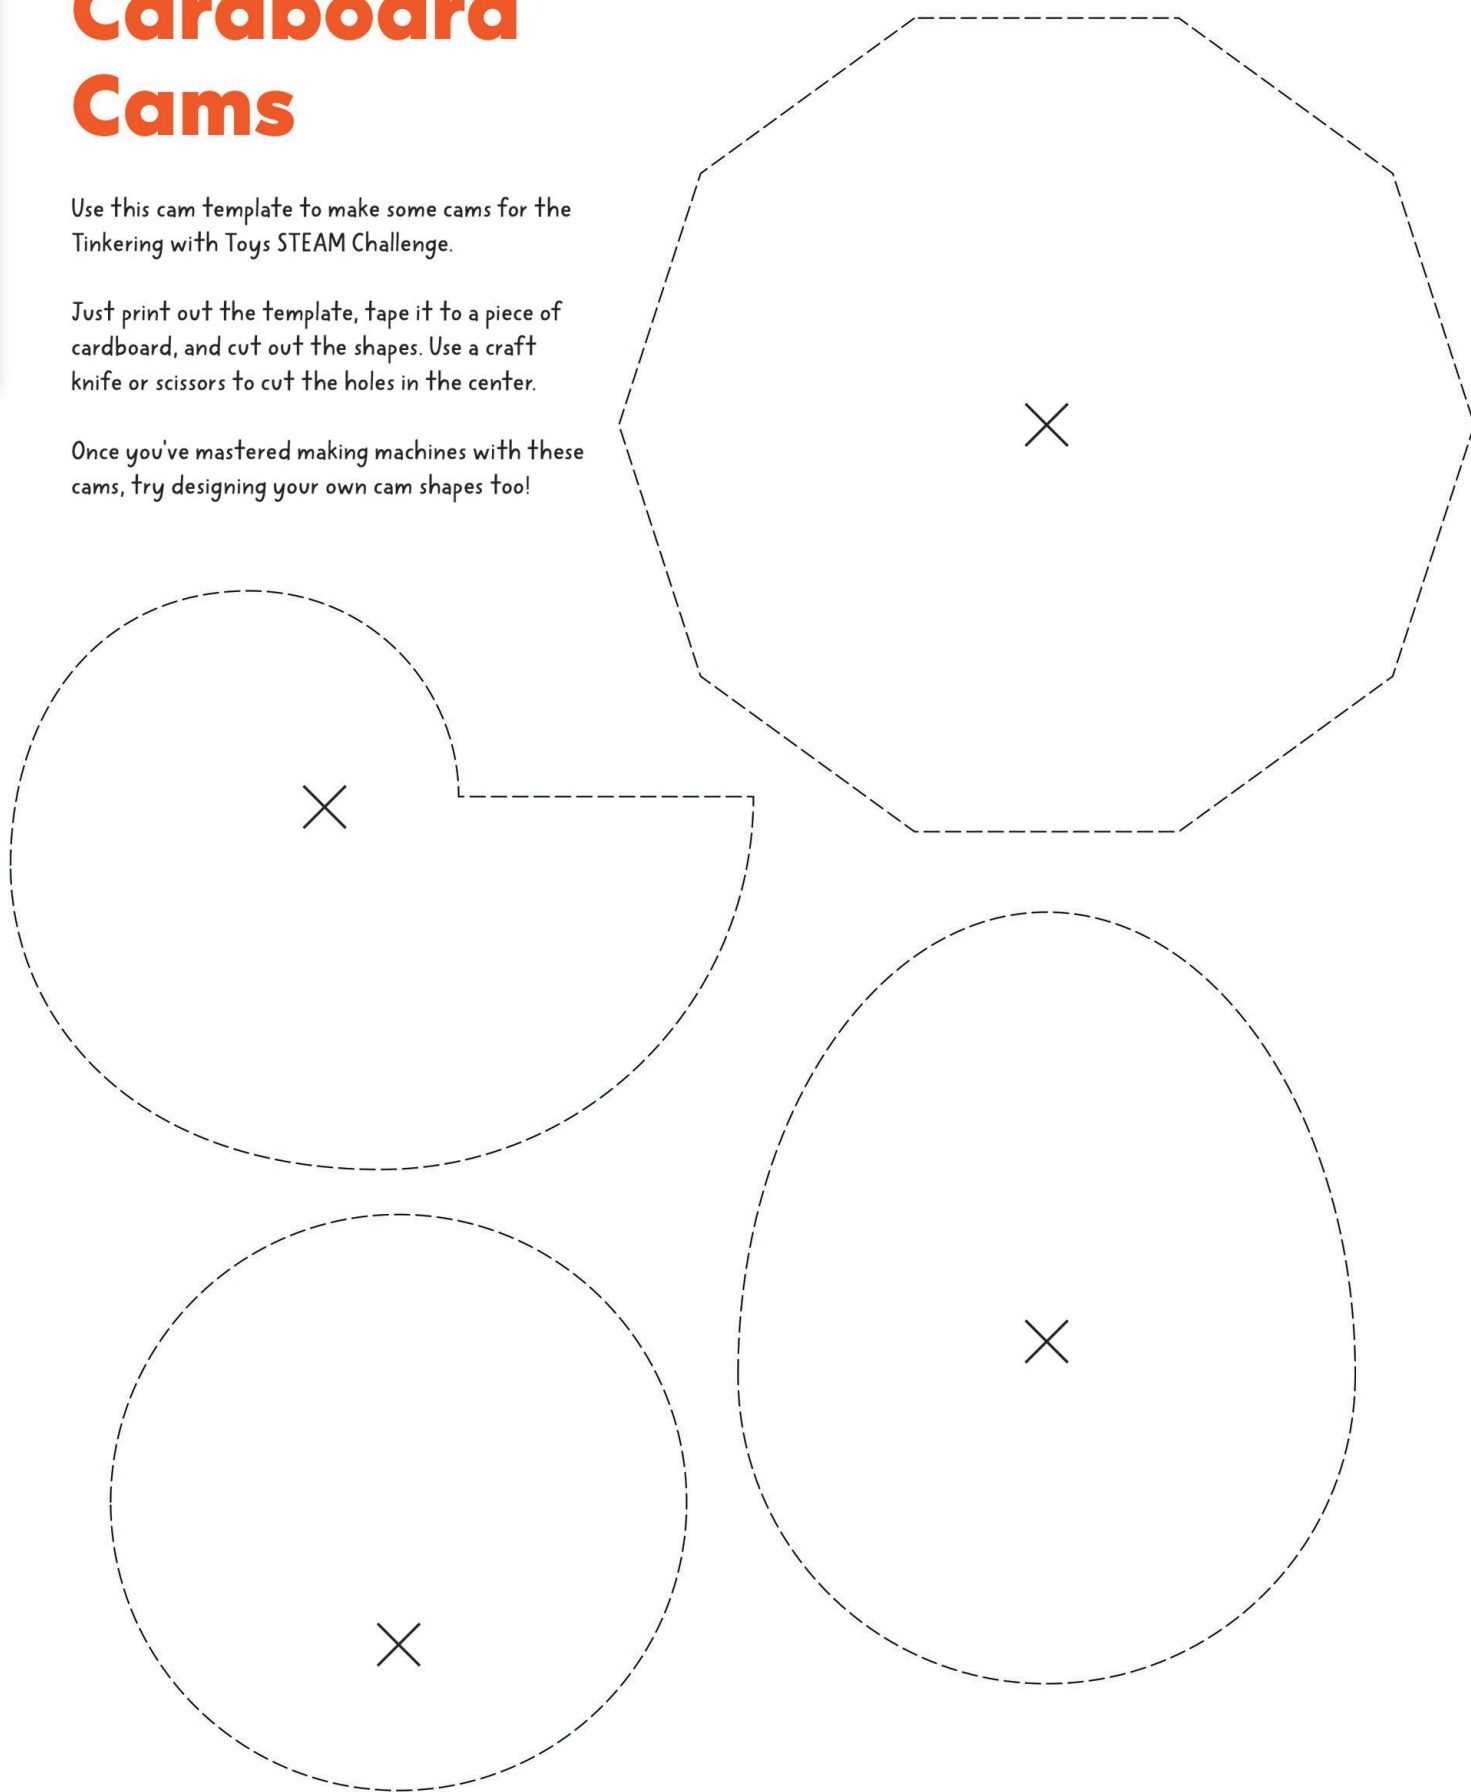 Cardboard
Cams
Use this cam template to make some cams for the
Tinkering with Toys STEAM Challenge.
Just print out the template, tape it to a piece of
cardboard, and cut out the shapes. Use a craft
knife or scissors to cut the holes in the center.
Once you've mastered making machines with these
cams, try designing your own cam shapes too!